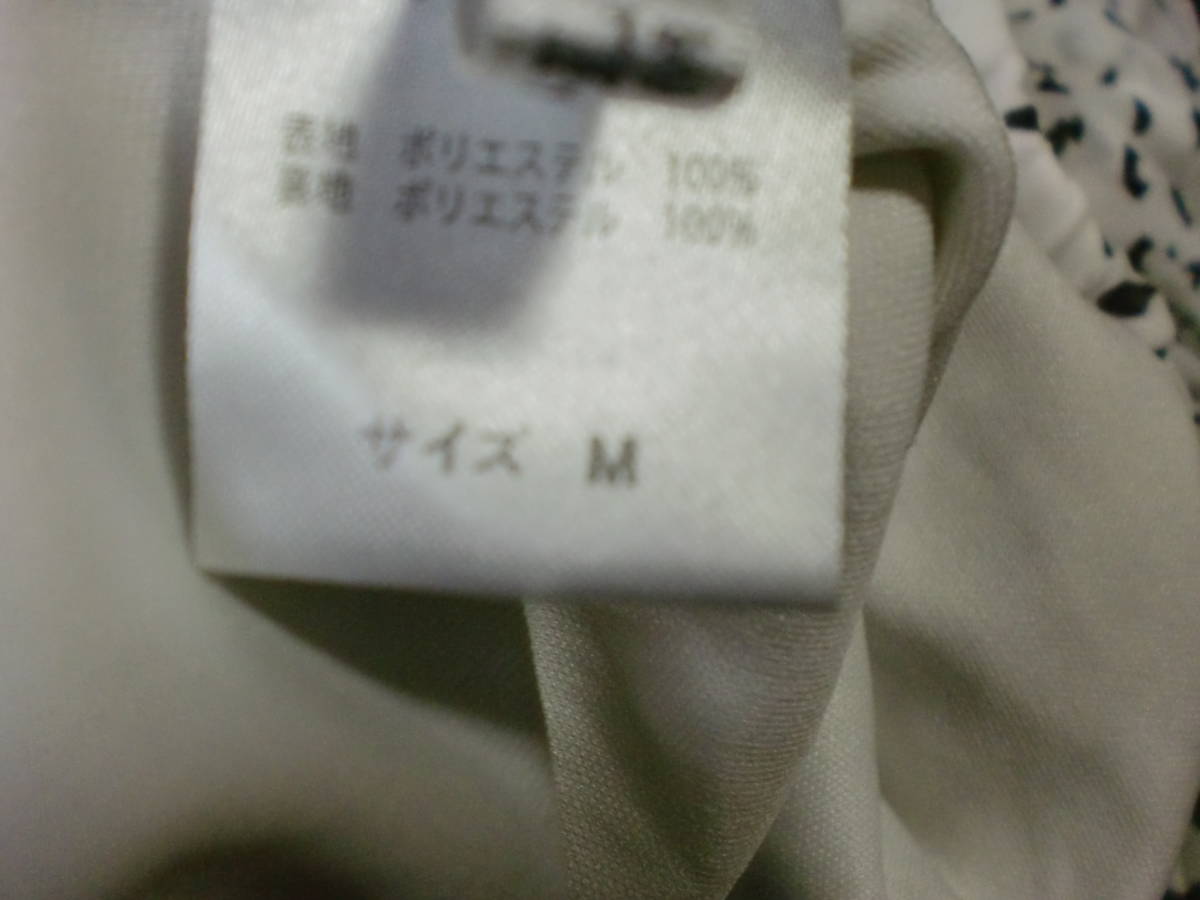 表地 ポリエステル 100%
裏地 ポリエステル 100%
サイズ M